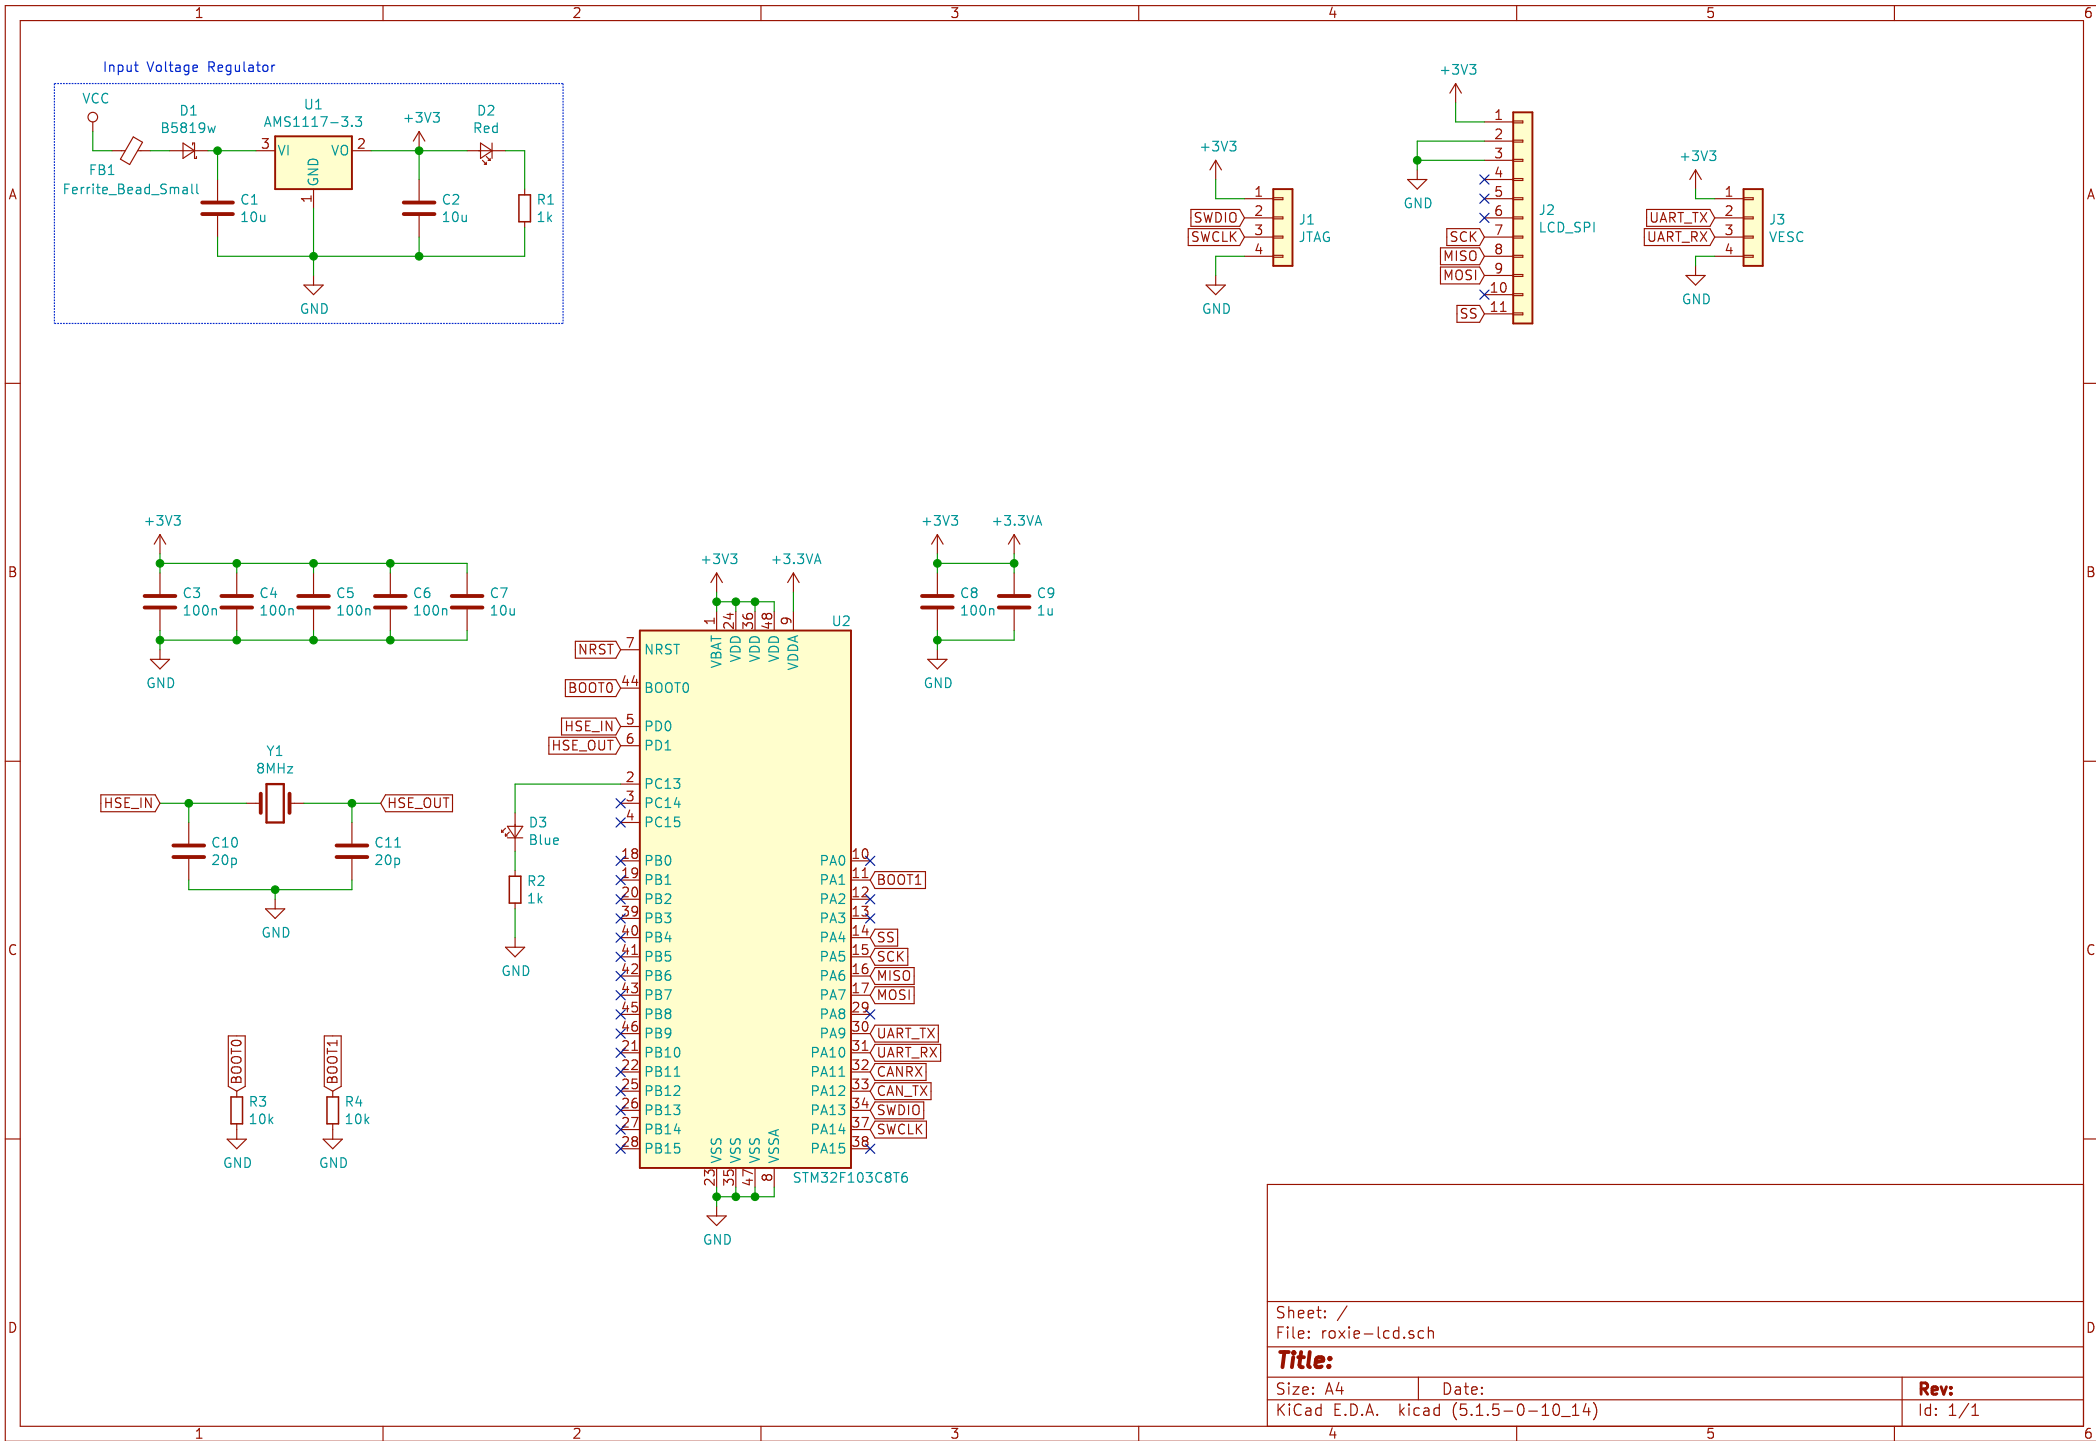 1 2 3 4 5 6
A
B
C
D
Input Voltage Regulator
VCC
FB1
Ferrite_Bead_Small
D1
B5819w
U1
AMS1117-3.3
3 VI VO 2
GND
1
+3V3
D2
Red
C1
10u
C2
10u
R1
1k
GND
+3V3
1
SWDIO 2
SWCLK 3
4
J1
JTAG
GND
+3V3
1
2
3
4
5
6
SCK 7
MISO 8
MOSI 9
10
SS 11
GND
J2
LCD_SPI
+3V3
1
UART_TX 2
UART_RX 3
4
J3
VESC
GND
+3V3
C3
100n
C4
100n
C5
100n
C6
100n
C7
10u
GND
+3V3
+3.3VA
C8
100n
C9
1u
GND
HSE_IN
Y1
8MHz
HSE_OUT
C10
20p
C11
20p
GND
BOOT0
R3
10k
GND
BOOT1
R4
10k
GND
D3
Blue
R2
1k
GND
+3V3
+3.3VA
U2
1 24 36 48 9
VBAT VDD VDD VDD VDDA
NRST 7 NRST
BOOT0 44 BOOT0
HSE_IN 5 PD0
HSE_OUT 6 PD1
2 PC13
3 PC14
4 PC15
18 PB0
19 PB1
20 PB2
39 PB3
40 PB4
41 PB5
42 PB6
43 PB7
45 PB8
46 PB9
21 PB10
22 PB11
25 PB12
26 PB13
27 PB14
28 PB15
PA0 10
PA1 11 BOOT1
PA2 12
PA3 13
PA4 14 SS
PA5 15 SCK
PA6 16 MISO
PA7 17 MOSI
PA8 29
PA9 30 UART_TX
PA10 31 UART_RX
PA11 32 CANRX
PA12 33 CAN_TX
PA13 34 SWDIO
PA14 37 SWCLK
PA15 38
VSS VSS VSS VSSA
23 35 47 8
STM32F103C8T6
GND
Sheet: /
File: roxie-lcd.sch
Title:
Size: A4 Date: Rev:
KiCad E.D.A. kicad (5.1.5-0-10_14) Id: 1/1
A
B
C
D
1 2 3 4 5 6